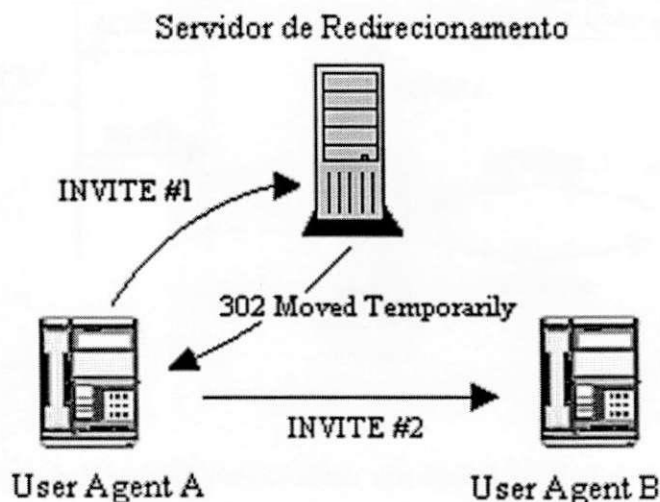 Servidor de Redirecionamento
INVITE #1
302 Moved Temporarily
INVITE #2
User Agent A
User Agent B